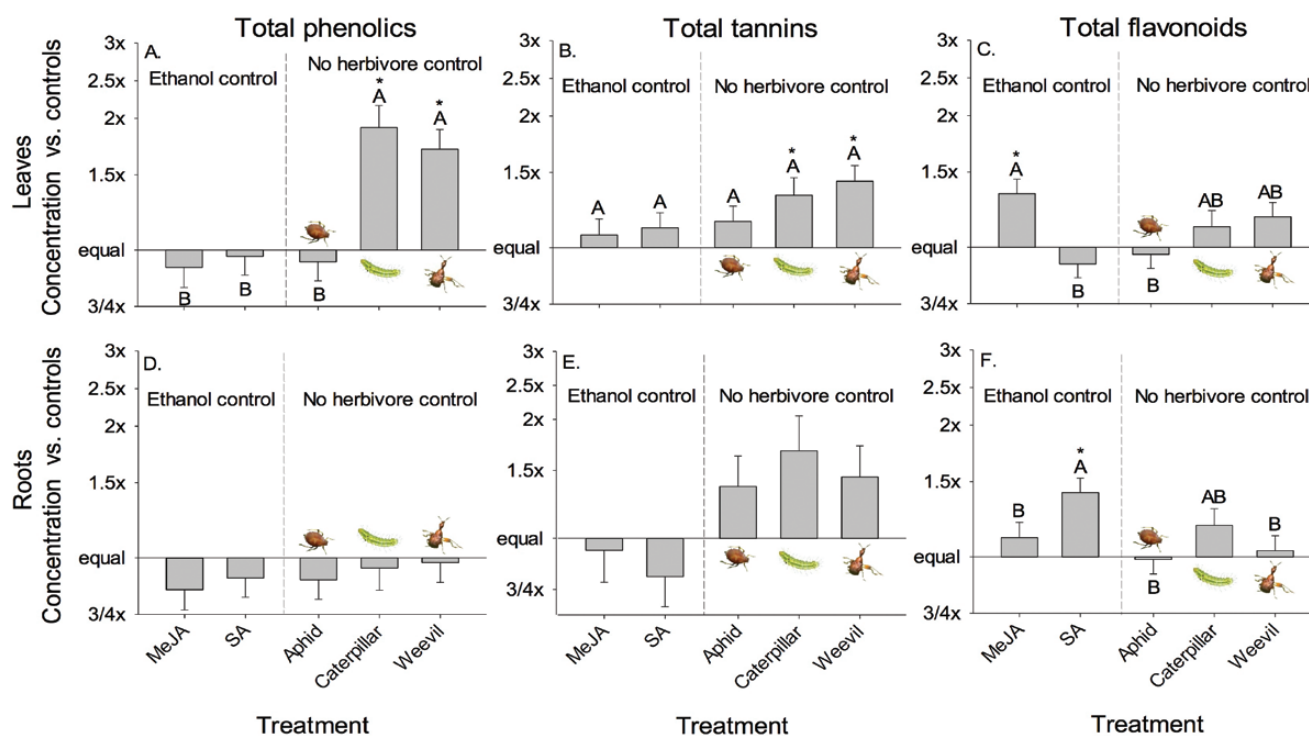 Total phenolics
Total tannins
Total flavonoids
Leaves
Concentration vs. controls
3x
2.5x
2x
1.5x
equal
3/4x
A.
Ethanol control
No herbivore control
B
B
B
*
A
*
A
3x
2.5x
2x
1.5x
equal
3/4x
B.
Ethanol control
No herbivore control
A
A
A
*
A
*
A
3x
2.5x
2x
1.5x
equal
3/4x
C.
Ethanol control
No herbivore control
*
A
B
B
AB
AB
Roots
Concentration vs. controls
3x
2.5x
2x
1.5x
equal
3/4x
D.
Ethanol control
No herbivore control
MeJA
SA
Aphid
Caterpillar
Weevil
Treatment
3x
2.5x
2x
1.5x
equal
3/4x
E.
Ethanol control
No herbivore control
MeJA
SA
Aphid
Caterpillar
Weevil
Treatment
3x
2.5x
2x
1.5x
equal
3/4x
F.
Ethanol control
No herbivore control
B
*
A
B
AB
B
MeJA
SA
Aphid
Caterpillar
Weevil
Treatment